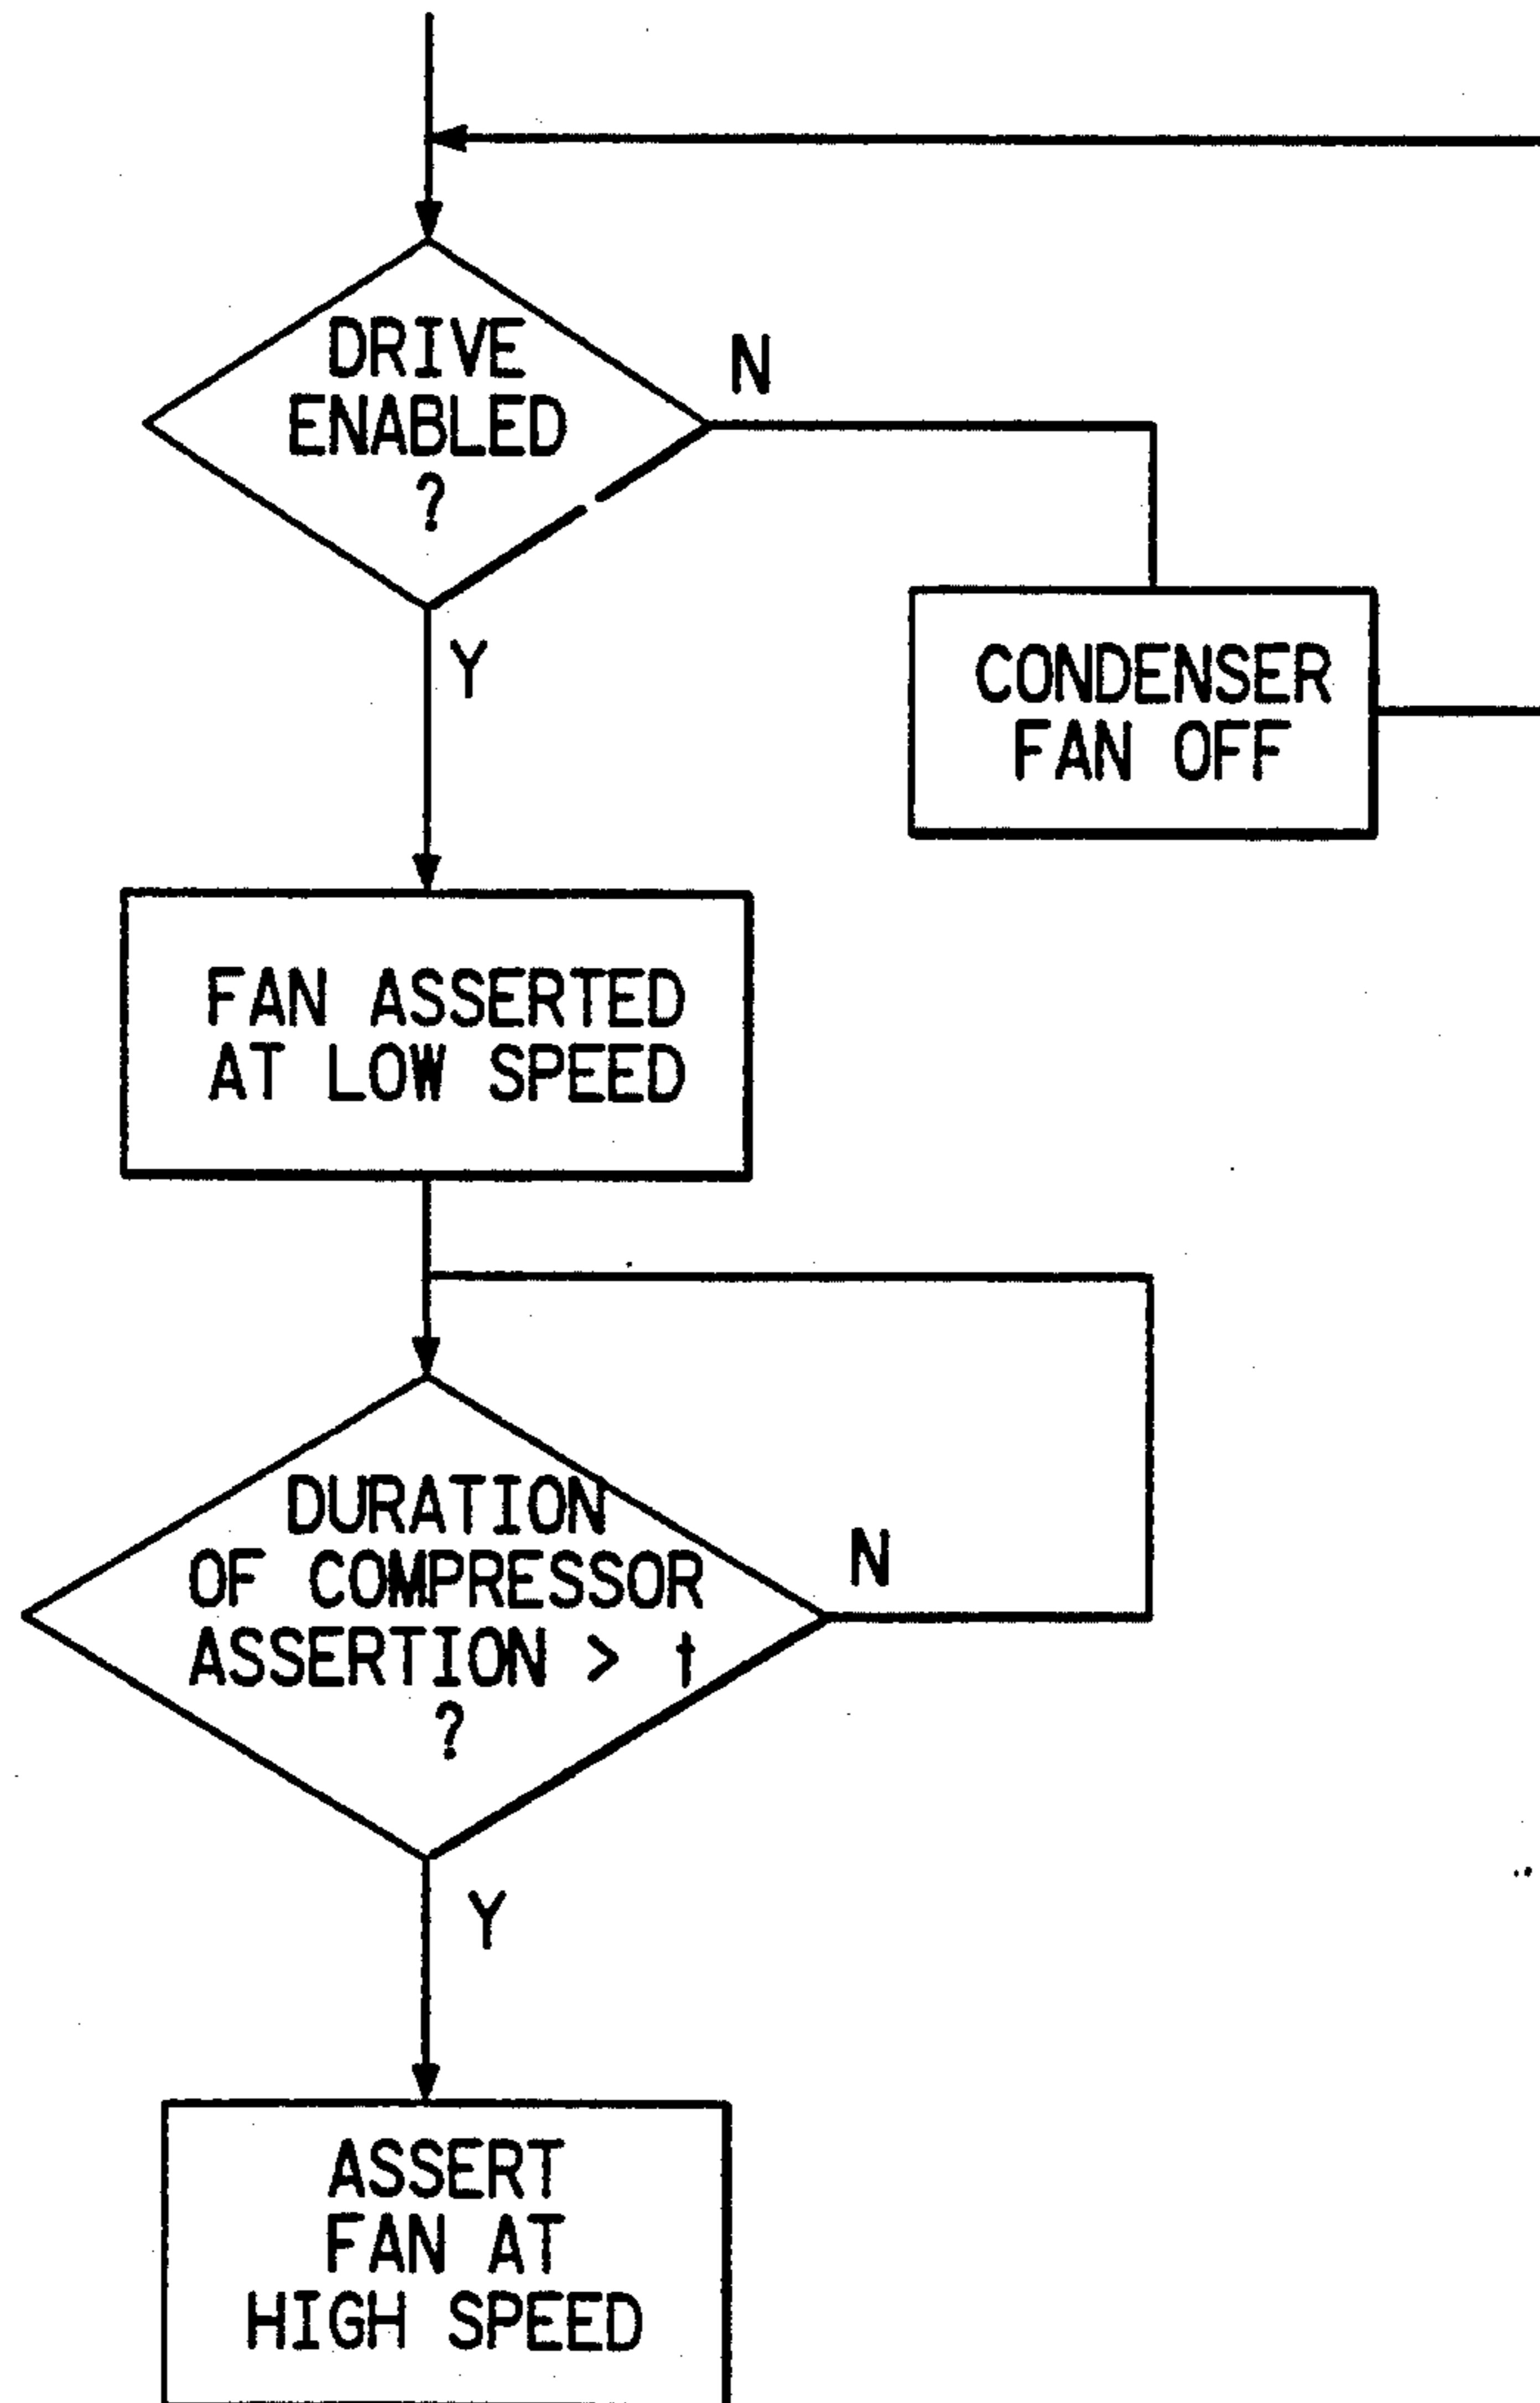 DRIVE
ENABLED
?
N
Y
CONDENSER
FAN OFF
FAN ASSERTED
AT LOW SPEED
DURATION
OF COMPRESSOR
ASSERTION > t
?
N
Y
ASSERT
FAN AT
HIGH SPEED